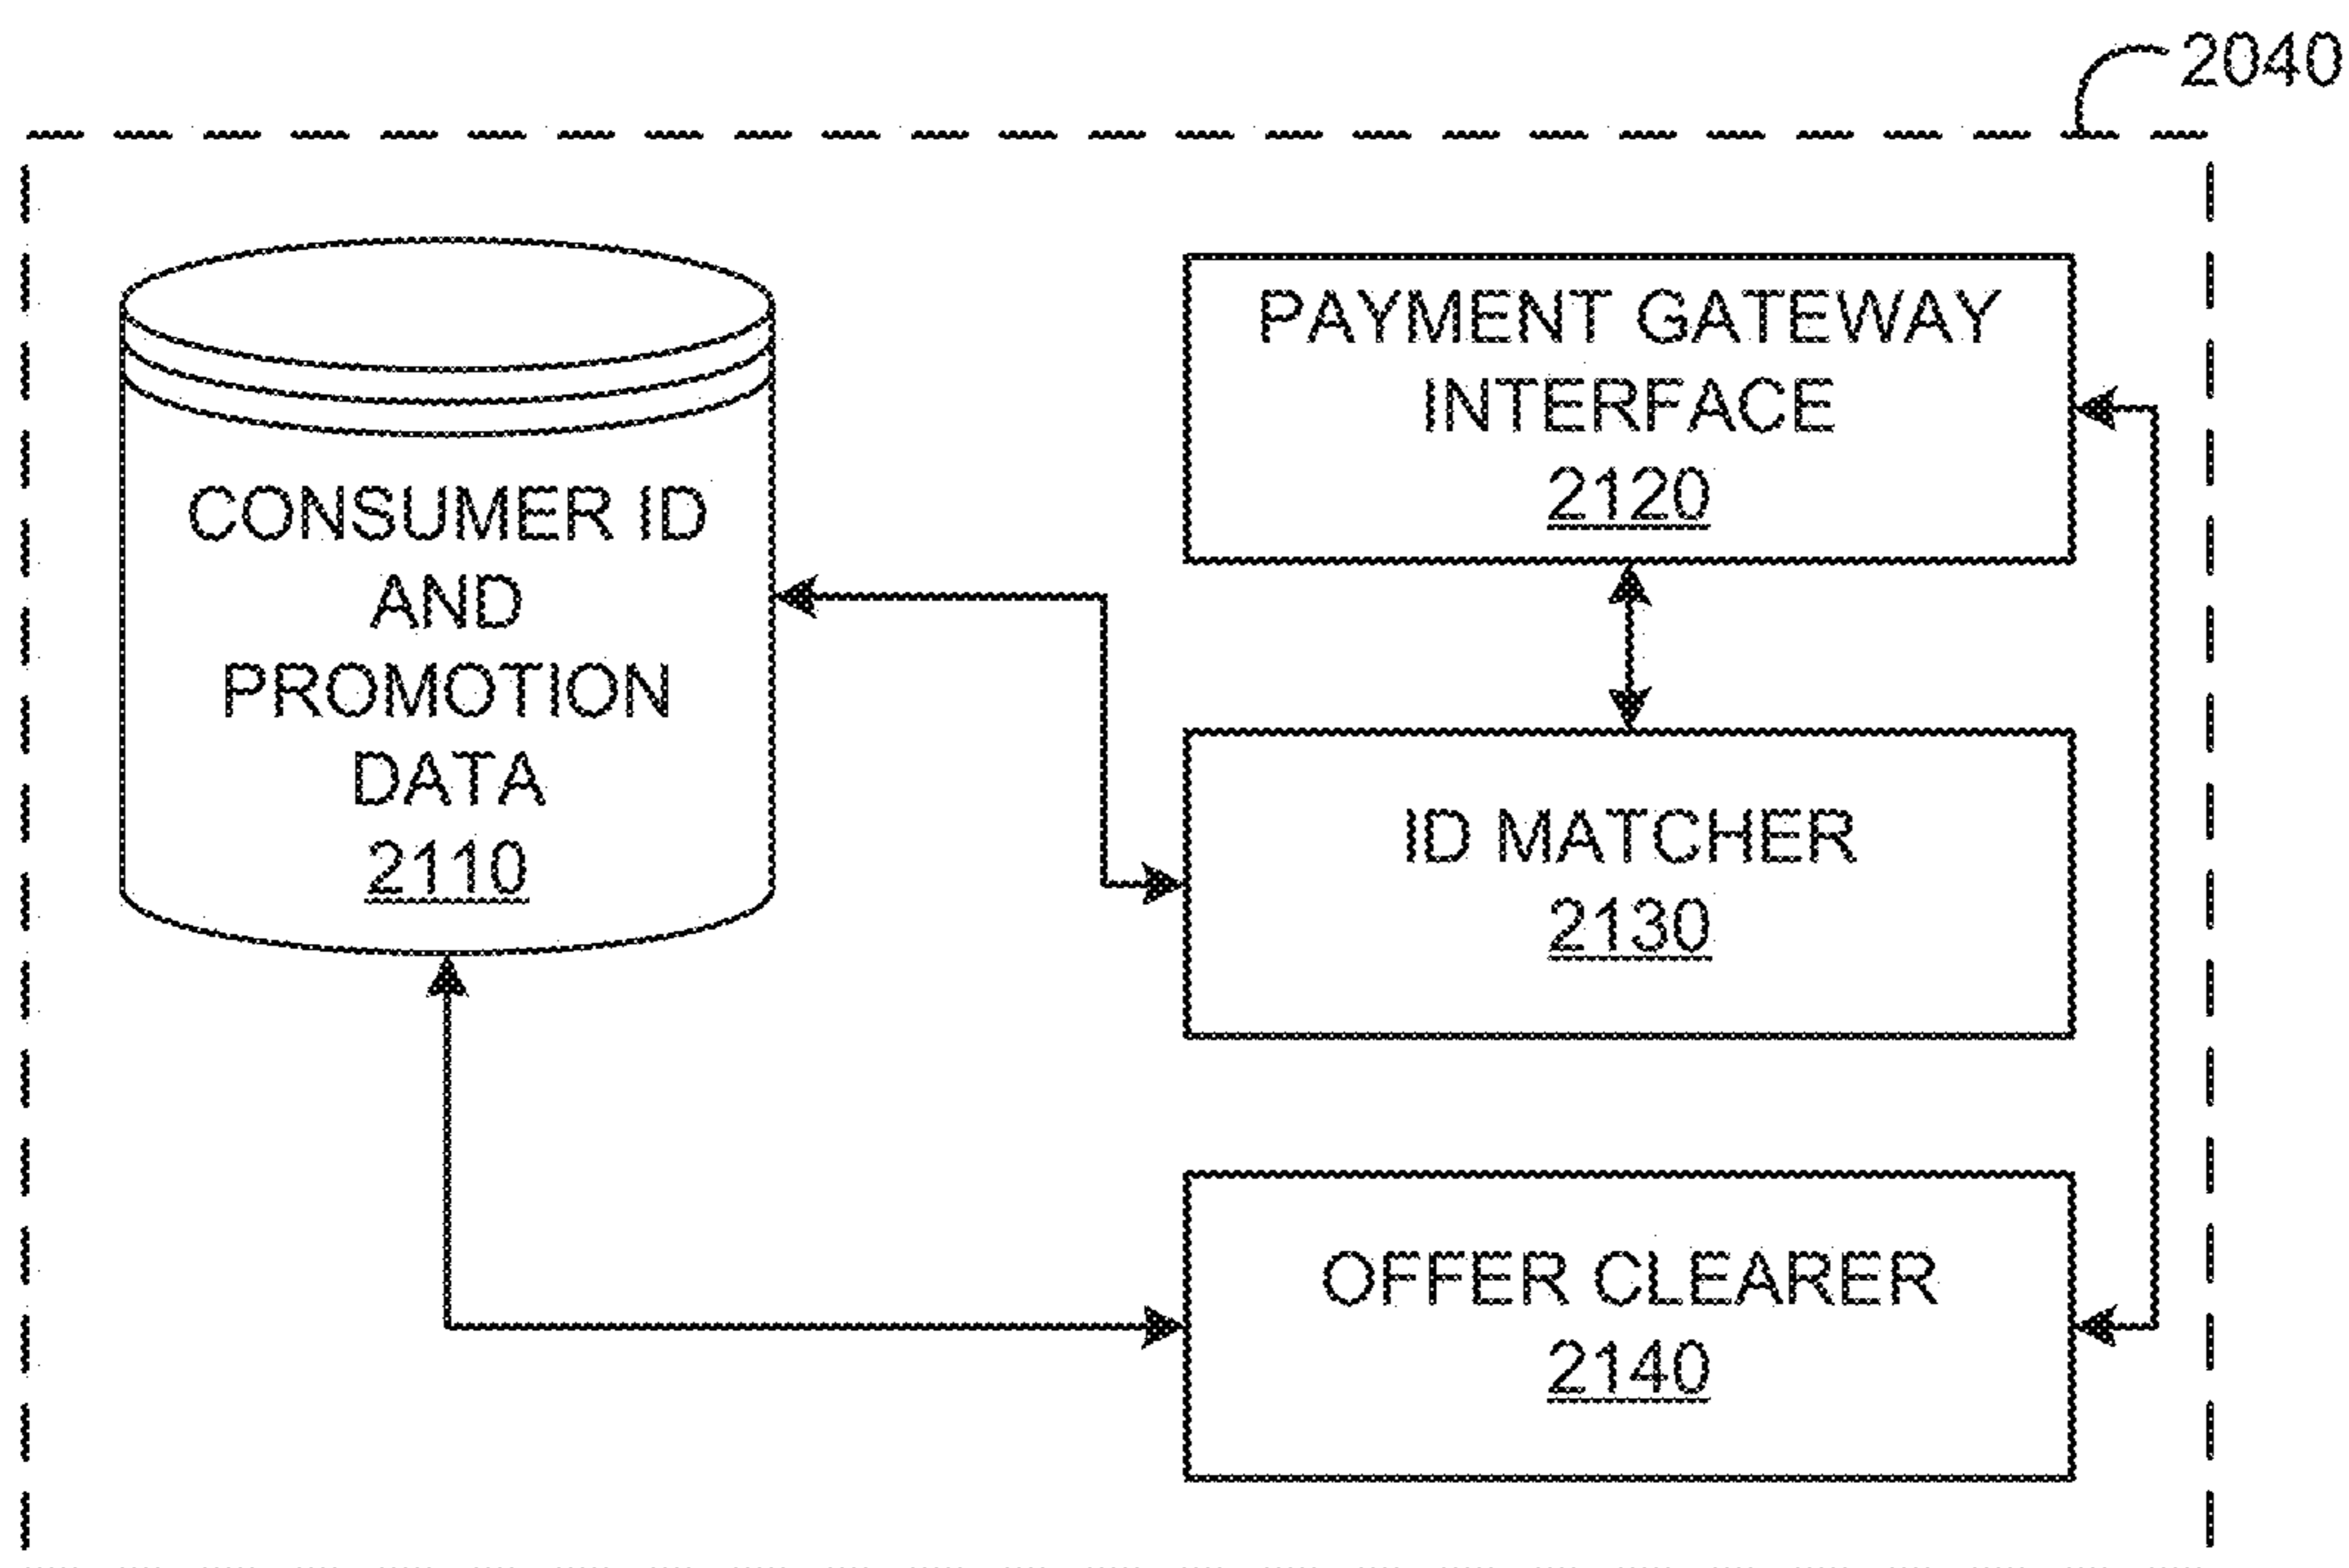 2040
CONSUMER ID
AND
PROMOTION
DATA
2110
PAYMENT GATEWAY
INTERFACE
2120
ID MATCHER
2130
OFFER CLEARER
2140